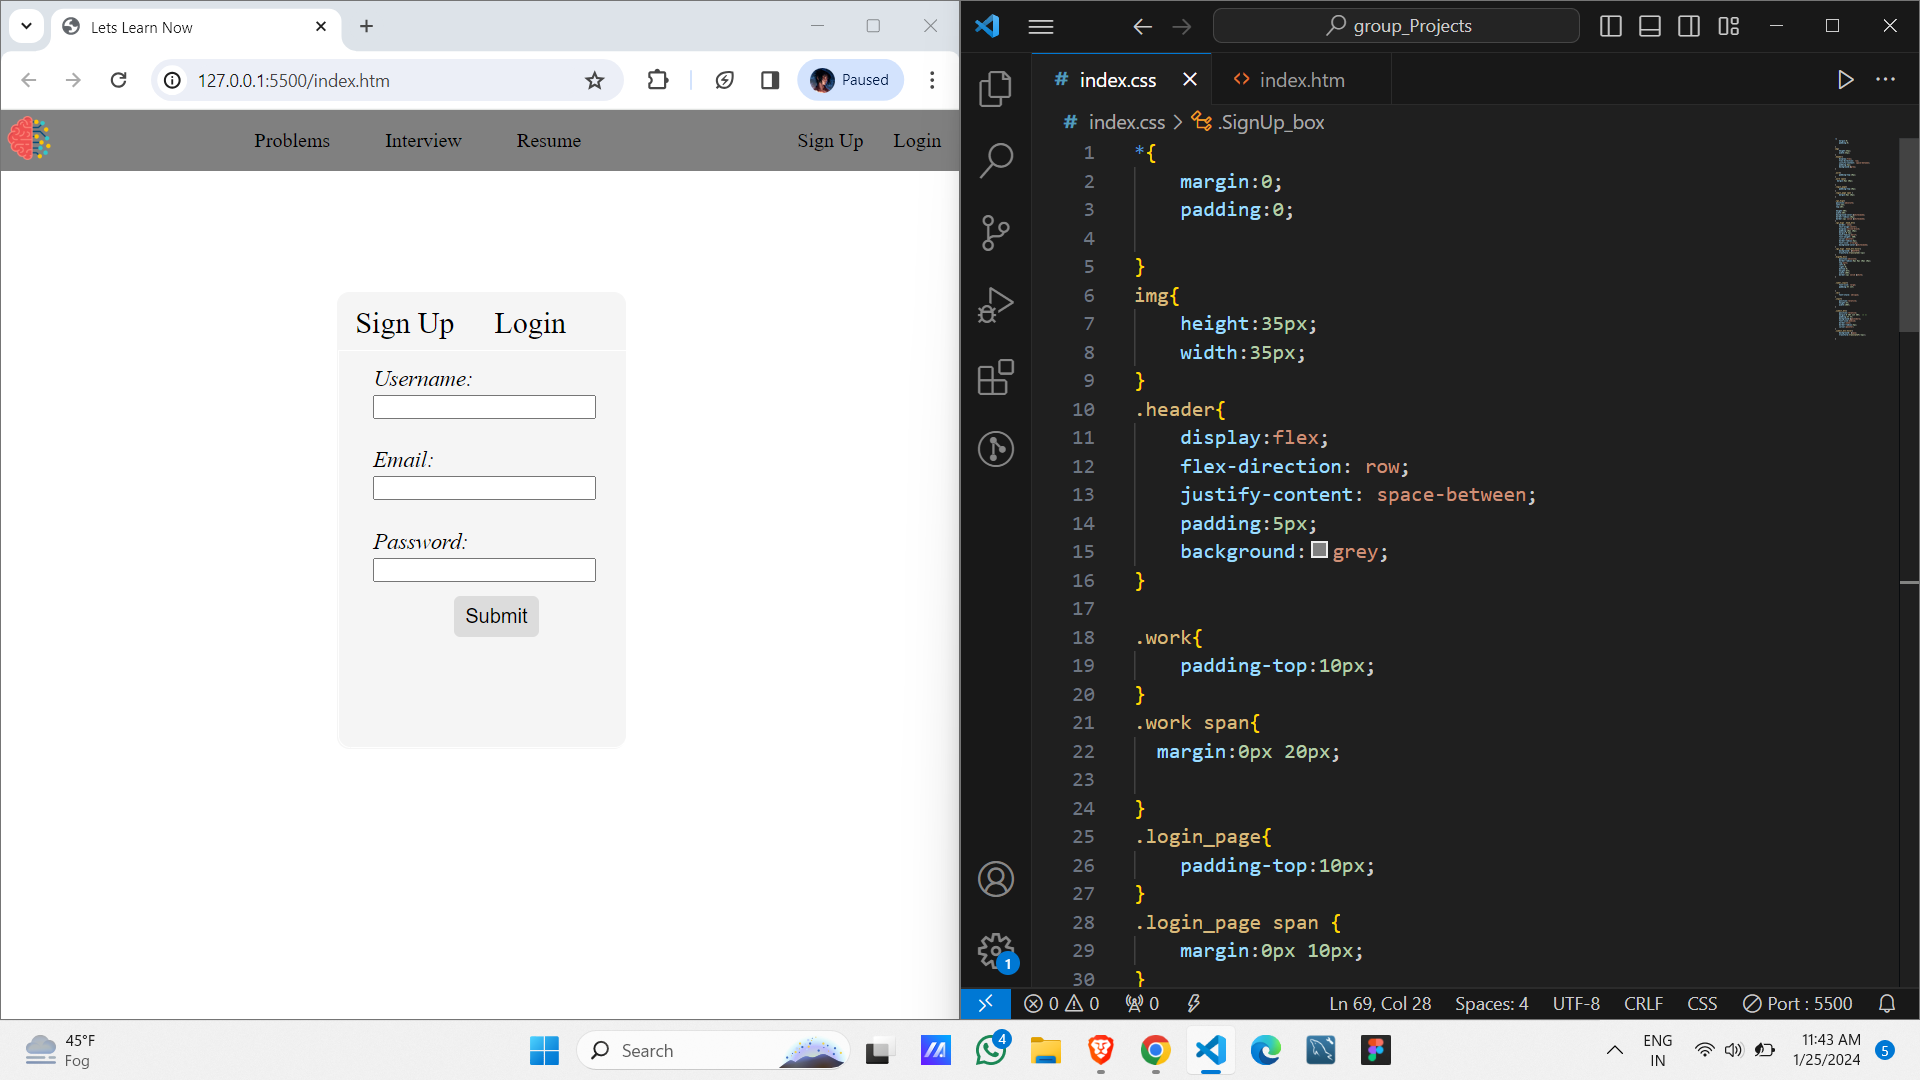 Lets Learn Now
127.0.0.1:5500/index.htm
Paused
Problems
Interview
Resume
Sign Up
Login
Sign Up
Login
Username:
Email:
Password:
Submit
group_Projects
# index.css
<> index.htm
# index.css > .SignUp_box
1 *{
2 margin:0;
3 padding:0;
4
5 }
6 img{
7 height:35px;
8 width:35px;
9 }
10 .header{
11 display:flex;
12 flex-direction: row;
13 justify-content: space-between;
14 padding:5px;
15 background: grey;
16 }
17
18 .work{
19 padding-top:10px;
20 }
21 .work span{
22 margin:0px 20px;
23
24 }
25 .login_page{
26 padding-top:10px;
27 }
28 .login_page span {
29 margin:0px 10px;
30 }
1
0 0 0 Ln 69, Col 28 Spaces: 4 UTF-8 CRLF CSS Port : 5500
45°F
Fog
Search
4
ENG
IN
11:43 AM
1/25/2024
5